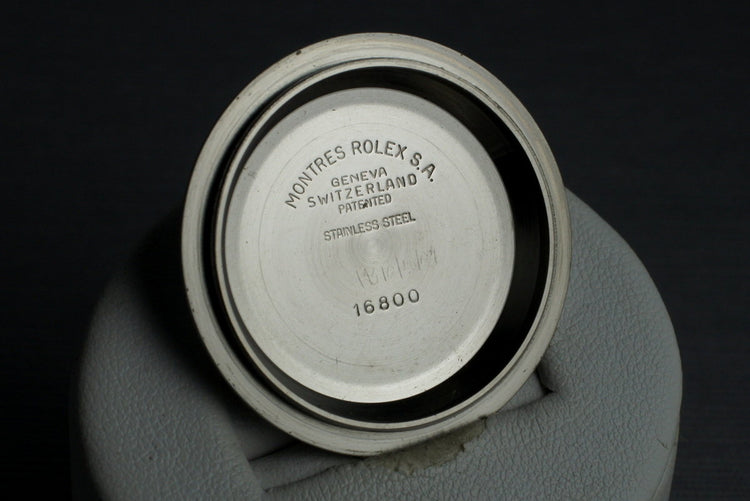 MONTRES ROLEX S.A.
GENEVA
SWITZERLAND
PATENTED
STAINLESS STEEL
16800